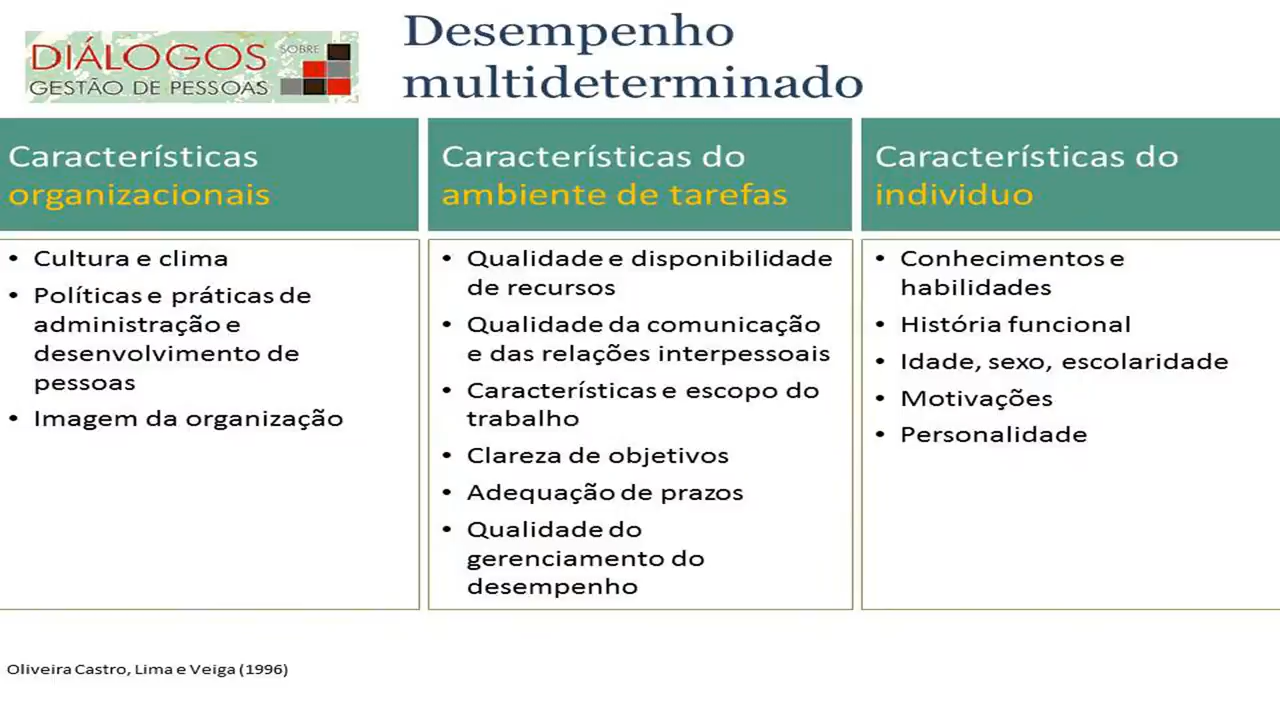 DIÁLOGOS SOBRE
GESTÃO DE PESSOAS
Desempenho
multideterminado
Características
organizacionais
• Cultura e clima
• Políticas e práticas de
administração e
desenvolvimento de
pessoas
• Imagem da organização
Características do
ambiente de tarefas
• Qualidade e disponibilidade
de recursos
• Qualidade da comunicação
e das relações interpessoais
• Características e escopo do
trabalho
• Clareza de objetivos
• Adequação de prazos
• Qualidade do
gerenciamento do
desempenho
Características do
individuo
• Conhecimentos e
habilidades
• História funcional
• Idade, sexo, escolaridade
• Motivações
• Personalidade
Oliveira Castro, Lima e Veiga (1996)